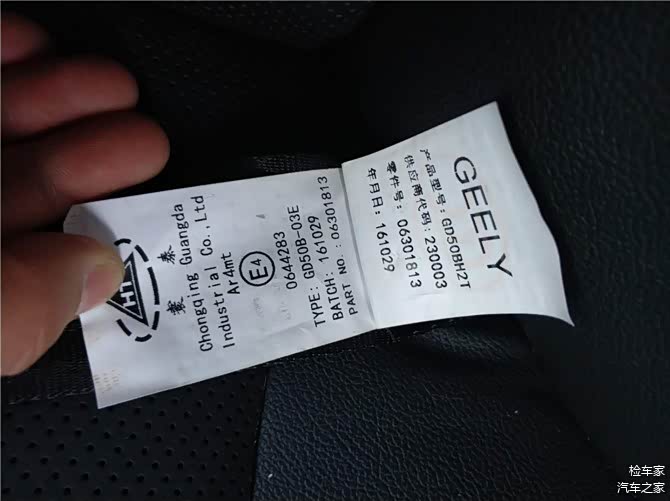 HT
寰 泰
Chongqing Guangda
Industrial Co.,Ltd
Ar4mt
E4
0644283
TYPE: GD50B-03E
BATCH: 161029
PART NO.: 06301813
GEELY
产品型号: GD50BH2T
供应商代码: 230003
零件号: 06301813
年月日: 161029
检车家
汽车之家